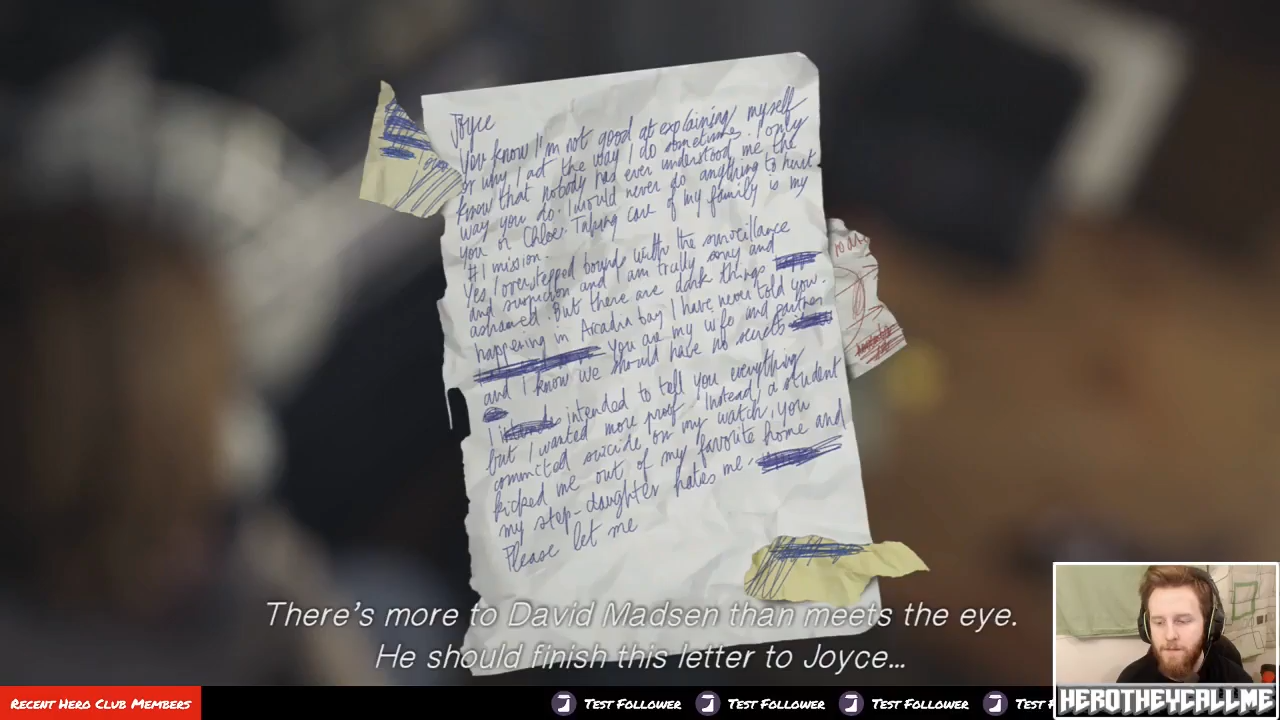 Joyce
You know I'm not good at explaining myself
or why I act the way I do sometimes. I only
know that nobody had ever understood me the
way you do. I would never do anything to hurt
you or Chloe. Taking care of my family is my
#1 mission.
Yes I overstepped bounds with the surveillance
and suspicion and I am truly sorry and
ashamed. But there are dark things
happening in Arcadia bay I have never told you.
You are my wife and partner
and I know we should have no secrets
I intended to tell you everything
but I wanted more proof. Instead, a student
committed suicide on my watch, you
kicked me out of my favorite home and
my step-daughter hates me.
Please let me
There's more to David Madsen than meets the eye.
He should finish this letter to Joyce...
HEROTHEYCALLME
RECENT HERO CLUB MEMBERS
TEST FOLLOWER TEST FOLLOWER TEST FOLLOWER TEST F